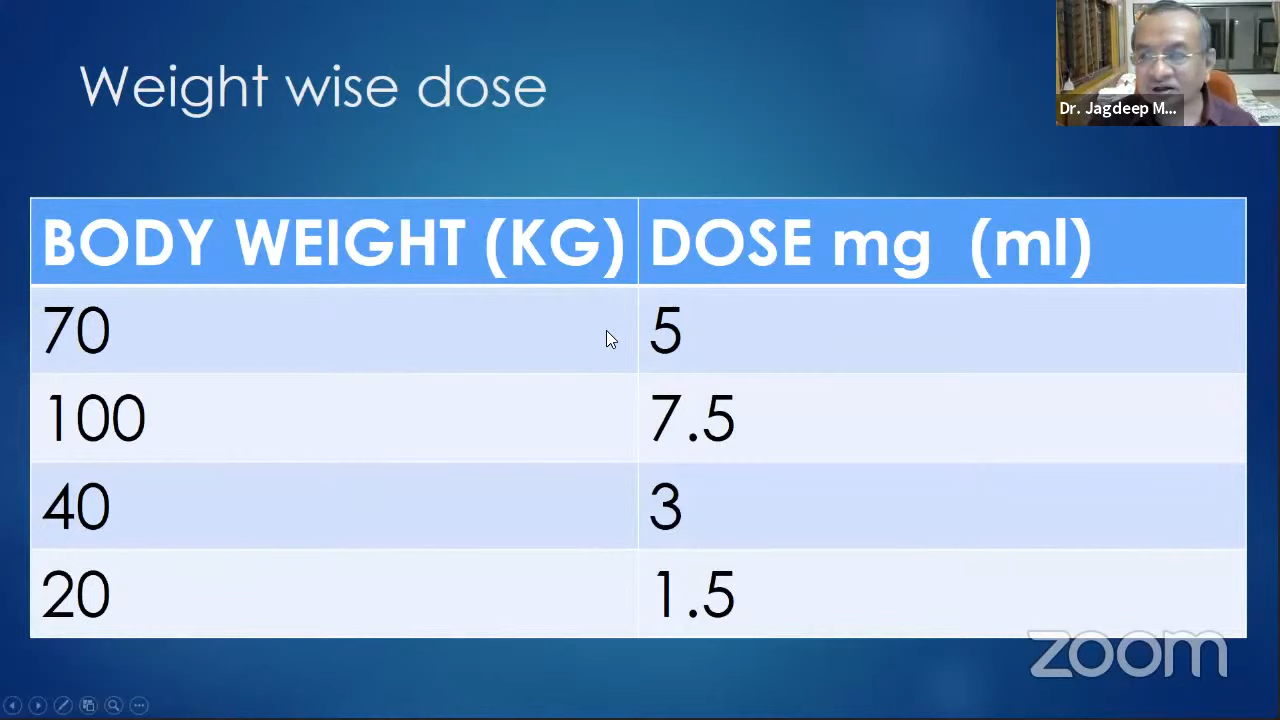 Weight wise dose
Dr. Jagdeep M...
BODY WEIGHT (KG) DOSE mg (ml)
70 5
100 7.5
40 3
20 1.5
zoom